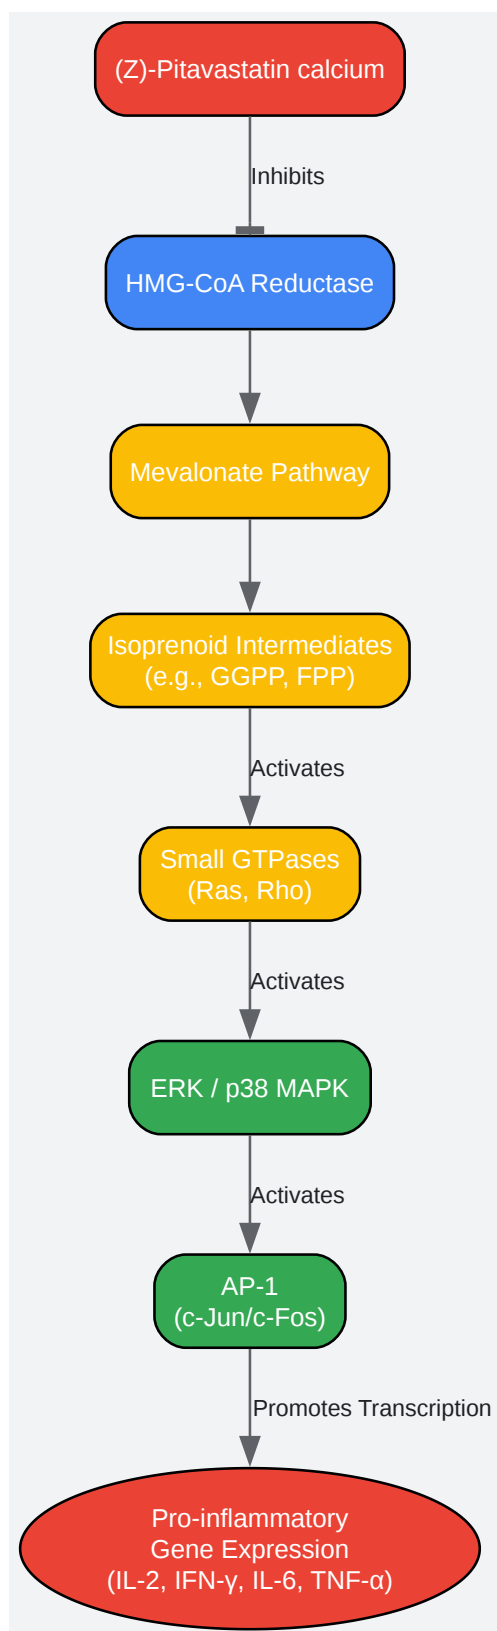 (Z)-Pitavastatin calcium
Inhibits
HMG-CoA Reductase
Mevalonate Pathway
Isoprenoid Intermediates
(e.g., GGPP, FPP)
Activates
Small GTPases
(Ras, Rho)
Activates
ERK / p38 MAPK
Activates
AP-1
(c-Jun/c-Fos)
Promotes Transcription
Pro-inflammatory
Gene Expression
(IL-2, IFN-γ, IL-6, TNF-α)